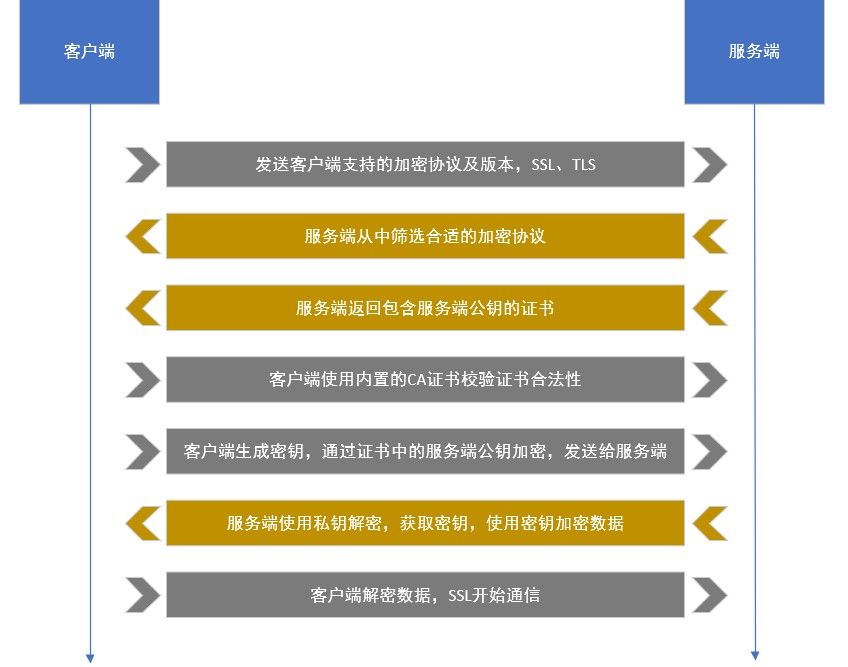 客户端
服务端
发送客户端支持的加密协议及版本，SSL、TLS
服务端从中筛选合适的加密协议
服务端返回包含服务端公钥的证书
客户端使用内置的CA证书校验证书合法性
客户端生成密钥，通过证书中的服务端公钥加密，发送给服务端
服务端使用私钥解密，获取密钥，使用密钥加密数据
客户端解密数据，SSL开始通信